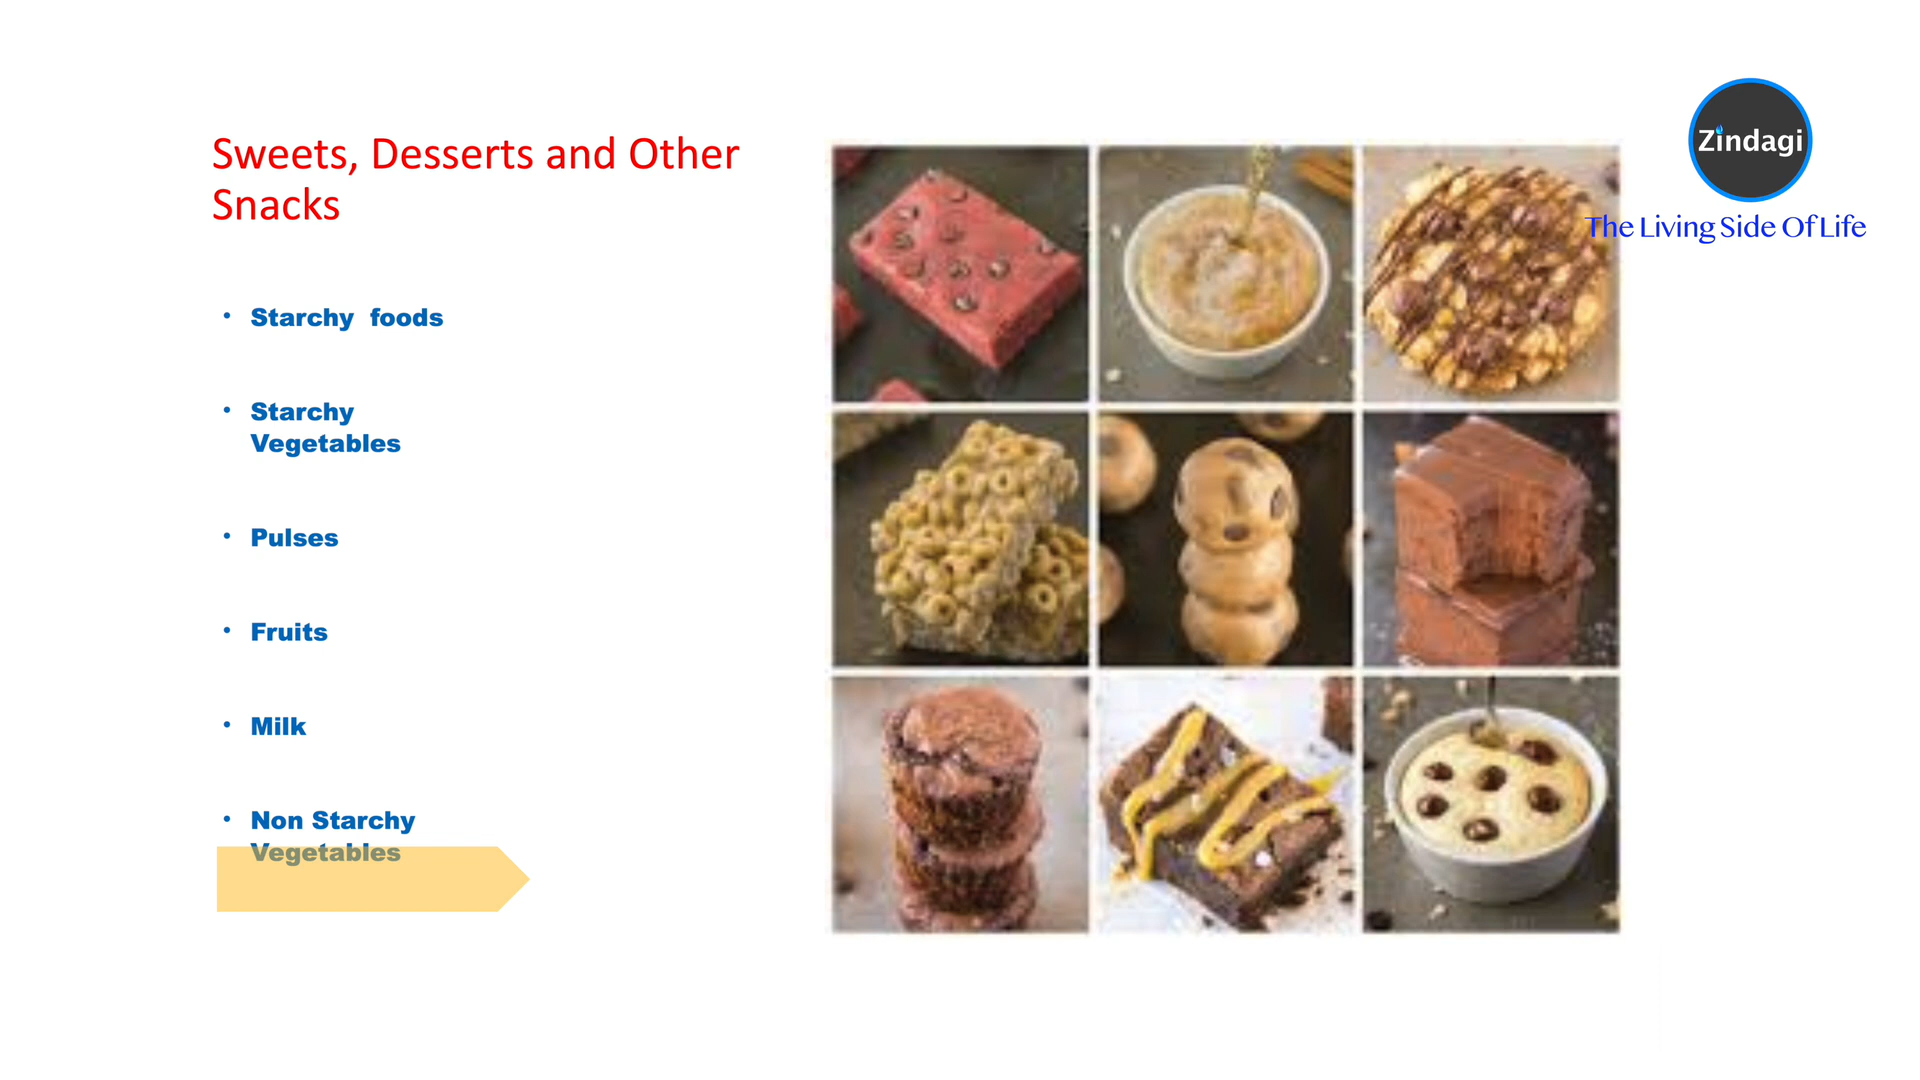 Sweets, Desserts and Other
Snacks
• Starchy foods
• Starchy
Vegetables
• Pulses
• Fruits
• Milk
• Non Starchy
Vegetables
Zindagi
The Living Side Of Life